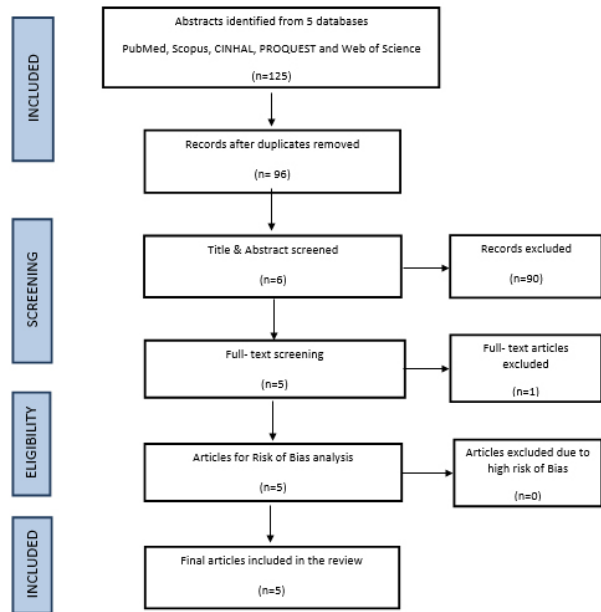 Abstracts identified from 5 databases
PubMed, Scopus, CINHAL, PROQUEST and Web of Science
(n=125)
INCLUDED
Records after duplicates removed
(n= 96)
Title & Abstract screened
(n=6)
Records excluded
(n=90)
SCREENING
Full- text screening
(n=5)
Full- text articles
excluded
(n=1)
ELIGIBILITY
Articles for Risk of Bias analysis
(n=5)
Articles excluded due to
high risk of Bias
(n=0)
INCLUDED
Final articles included in the review
(n=5)